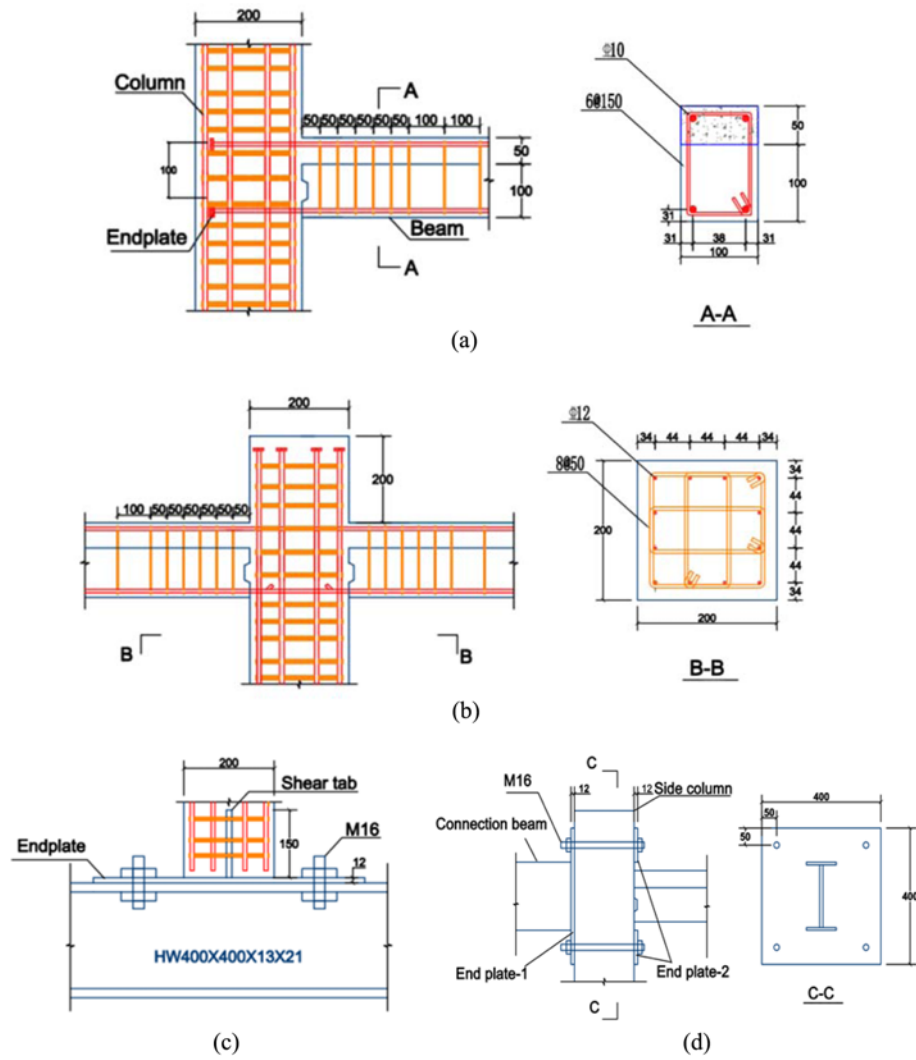 200
Column
A
50 50 50 50 50 50 100 100
50
100
100
Endplate
Beam
A
Φ10
6@150
50
100
31
31 38 31
100
A-A
(a)
200
200
100 50 50 50 50 50 50
B
B
Φ12
8@50
34 44 44 44 34
34
44
44
44
34
200
200
B-B
(b)
200
Shear tab
Endplate
M16
150
12
HW400X400X13X21
(c)
C
M16
12
12
Side column
Connection beam
End plate-1
End plate-2
C
400
50
50
400
C-C
(d)